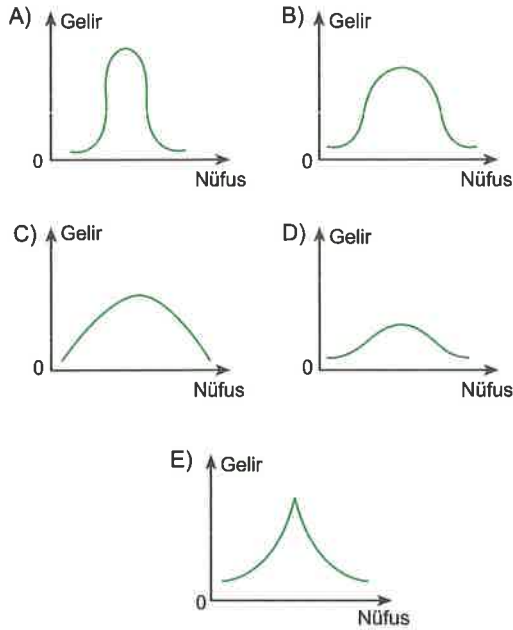 A) Gelir
0
Nüfus
B) Gelir
0
Nüfus
C) Gelir
0
Nüfus
D) Gelir
0
Nüfus
E) Gelir
0
Nüfus